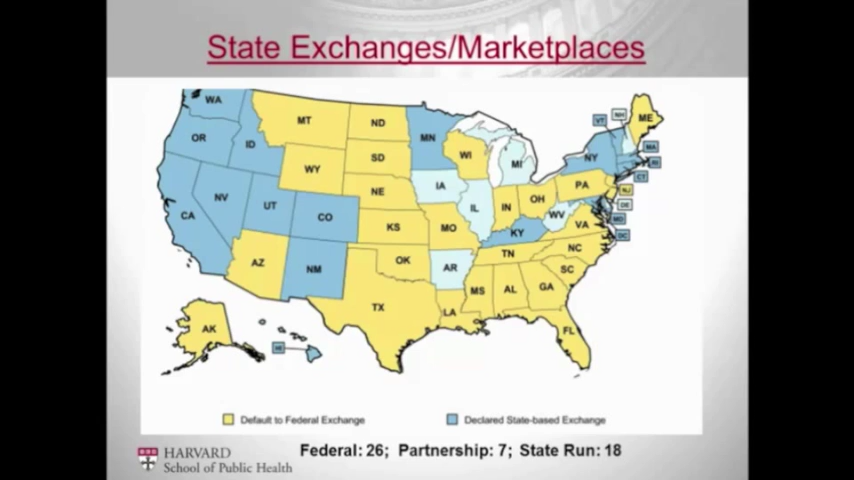 State Exchanges/Marketplaces
WA
MT
ND
MN
VT
NH
ME
OR
ID
SD
WI
MI
NY
MA
RI
WY
IA
CT
NV
NE
PA
NJ
CA
UT
CO
KS
MO
IL
IN
OH
WV
VA
DE
MD
DC
KY
AZ
NM
OK
AR
TN
NC
SC
TX
LA
MS
AL
GA
FL
AK
HI
Default to Federal Exchange
Declared State-based Exchange
HARVARD
School of Public Health
Federal: 26; Partnership: 7; State Run: 18